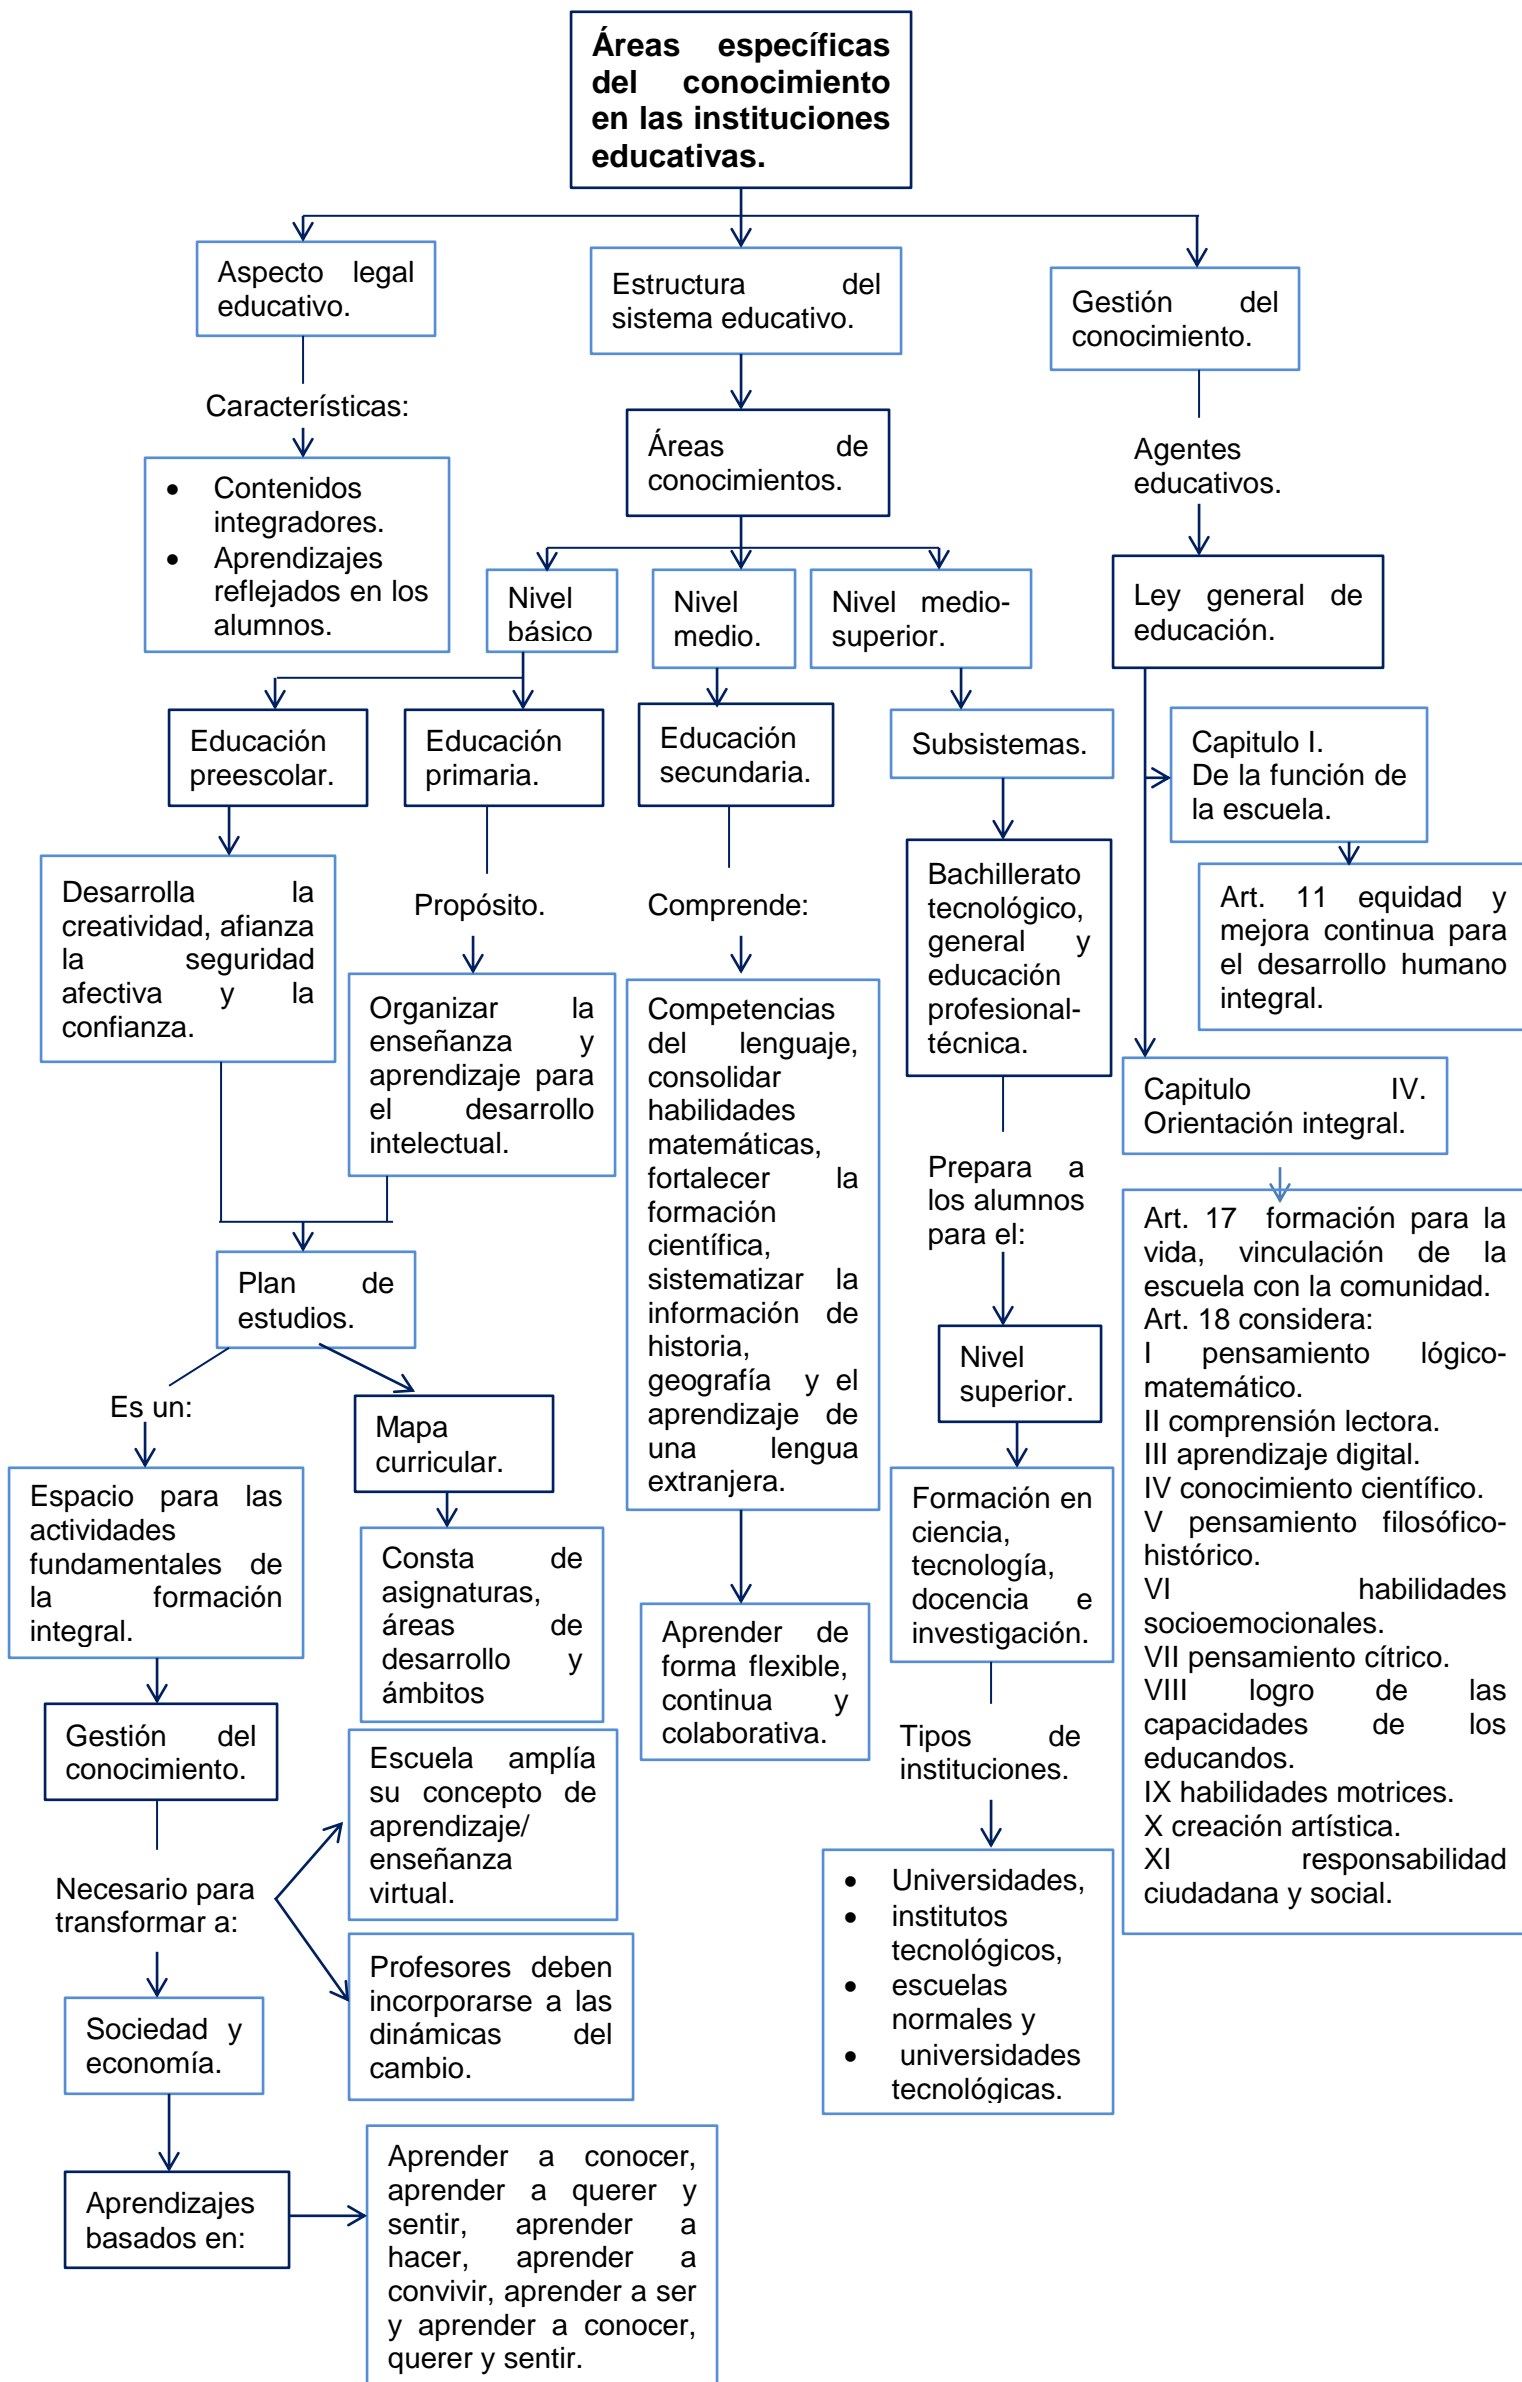 Áreas específicas
del conocimiento
en las instituciones
educativas.
Aspecto legal
educativo.
Estructura del
sistema educativo.
Gestión del
conocimiento.
Características:
Contenidos
integradores.
Aprendizajes
reflejados en los
alumnos.
Áreas de
conocimientos.
Agentes
educativos.
Nivel
básico
Nivel
medio.
Nivel medio-
superior.
Ley general de
educación.
Educación
preescolar.
Educación
primaria.
Educación
secundaria.
Subsistemas.
Capitulo I.
De la función de
la escuela.
Desarrolla la
creatividad, afianza
la seguridad
afectiva y la
confianza.
Propósito.
Comprende:
Bachillerato
tecnológico,
general y
educación
profesional-
técnica.
Art. 11 equidad y
mejora continua para
el desarrollo humano
integral.
Organizar la
enseñanza y
aprendizaje para
el desarrollo
intelectual.
Competencias
del lenguaje,
consolidar
habilidades
matemáticas,
fortalecer la
formación
científica,
sistematizar la
información de
historia,
geografía y el
aprendizaje de
una lengua
extranjera.
Capitulo IV.
Orientación integral.
Prepara a
los alumnos
para el:
Art. 17 formación para la
vida, vinculación de la
escuela con la comunidad.
Art. 18 considera:
I pensamiento lógico-
matemático.
II comprensión lectora.
III aprendizaje digital.
IV conocimiento científico.
V pensamiento filosófico-
histórico.
VI habilidades
socioemocionales.
VII pensamiento cítrico.
VIII logro de las
capacidades de los
educandos.
IX habilidades motrices.
X creación artística.
XI responsabilidad
ciudadana y social.
Plan de
estudios.
Nivel
superior.
Es un:
Mapa
curricular.
Espacio para las
actividades
fundamentales de
la formación
integral.
Formación en
ciencia,
tecnología,
docencia e
investigación.
Consta de
asignaturas,
áreas de
desarrollo y
ámbitos
Aprender de
forma flexible,
continua y
colaborativa.
Gestión del
conocimiento.
Tipos de
instituciones.
Escuela amplía
su concepto de
aprendizaje/
enseñanza
virtual.
Necesario para
transformar a:
Universidades,
institutos
tecnológicos,
escuelas
normales y
universidades
tecnológicas.
Profesores deben
incorporarse a las
dinámicas del
cambio.
Sociedad y
economía.
Aprendizajes
basados en:
Aprender a conocer,
aprender a querer y
sentir, aprender a
hacer, aprender a
convivir, aprender a ser
y aprender a conocer,
querer y sentir.